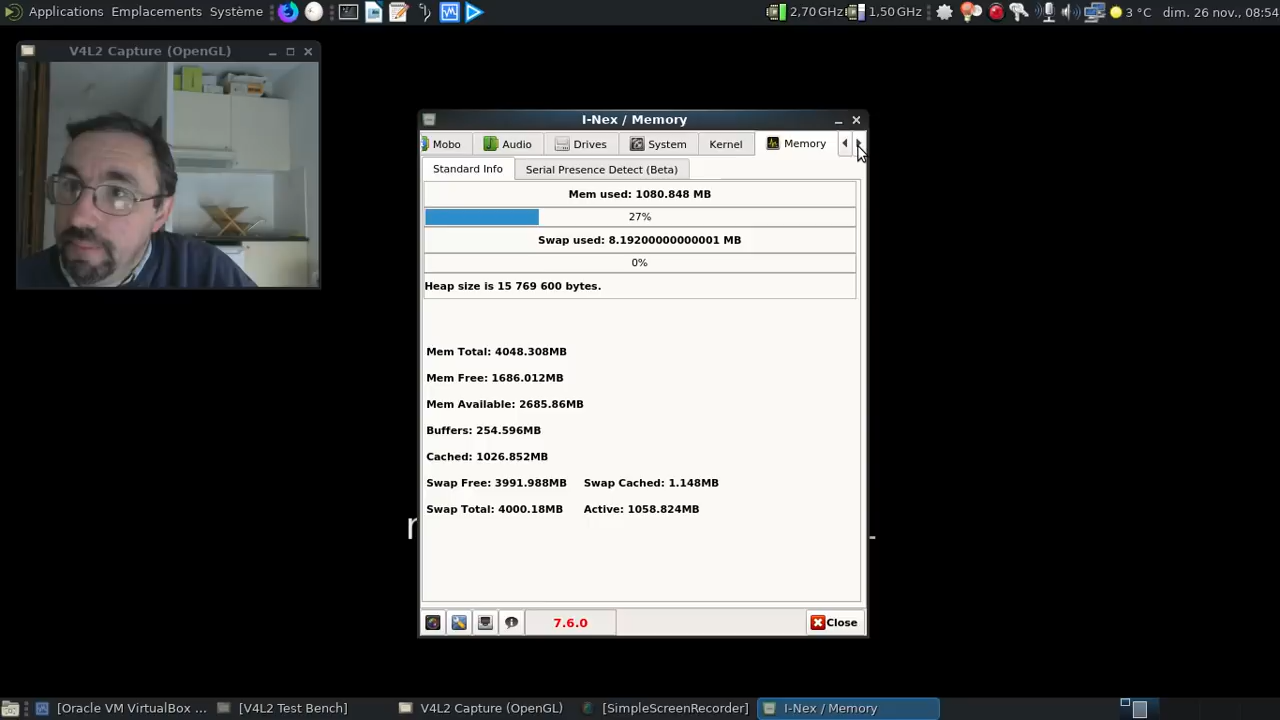 Applications Emplacements Système
2,70 GHz 1,50 GHz 3 °C dim. 26 nov., 08:54
V4L2 Capture (OpenGL)
I-Nex / Memory
Mobo Audio Drives System Kernel Memory
Standard Info Serial Presence Detect (Beta)
Mem used: 1080.848 MB
27%
Swap used: 8.19200000000001 MB
0%
Heap size is 15 769 600 bytes.
Mem Total: 4048.308MB
Mem Free: 1686.012MB
Mem Available: 2685.86MB
Buffers: 254.596MB
Cached: 1026.852MB
Swap Free: 3991.988MB Swap Cached: 1.148MB
Swap Total: 4000.18MB Active: 1058.824MB
7.6.0 Close
[Oracle VM VirtualBox ... [V4L2 Test Bench] V4L2 Capture (OpenGL) [SimpleScreenRecorder] I-Nex / Memory